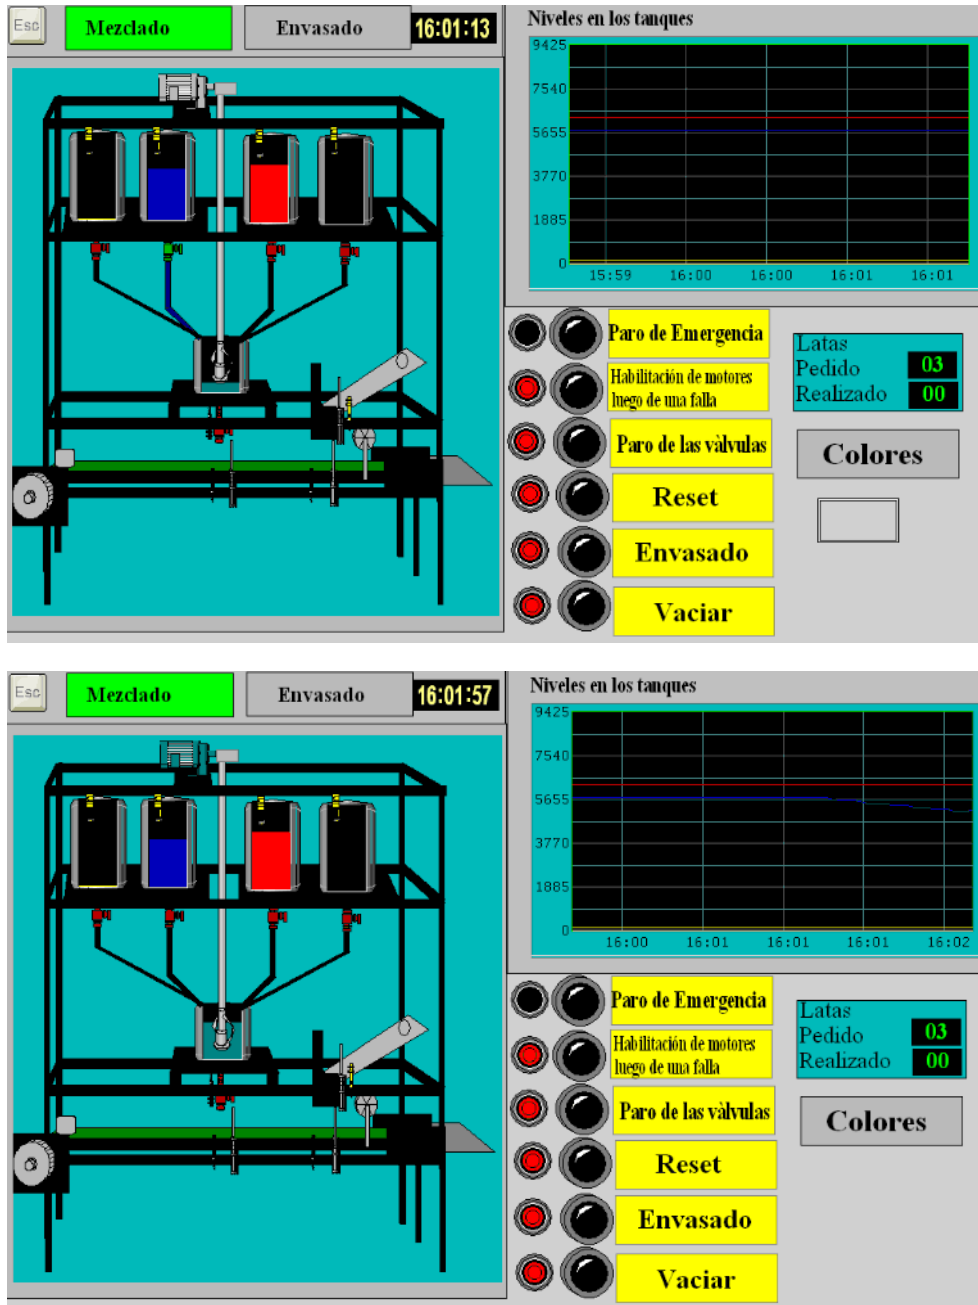 Esc Mezclado Envasado 16:01:13
Niveles en los tanques
9425
7540
5655
3770
1885
0
15:59 16:00 16:00 16:01 16:01
Paro de Emergencia
Habilitación de motores
luego de una falla
Paro de las vàlvulas
Reset
Envasado
Vaciar
Latas
Pedido 03
Realizado 00
Colores
Esc Mezclado Envasado 16:01:57
Niveles en los tanques
9425
7540
5655
3770
1885
0
16:00 16:01 16:01 16:01 16:02
Paro de Emergencia
Habilitación de motores
luego de una falla
Paro de las vàlvulas
Reset
Envasado
Vaciar
Latas
Pedido 03
Realizado 00
Colores